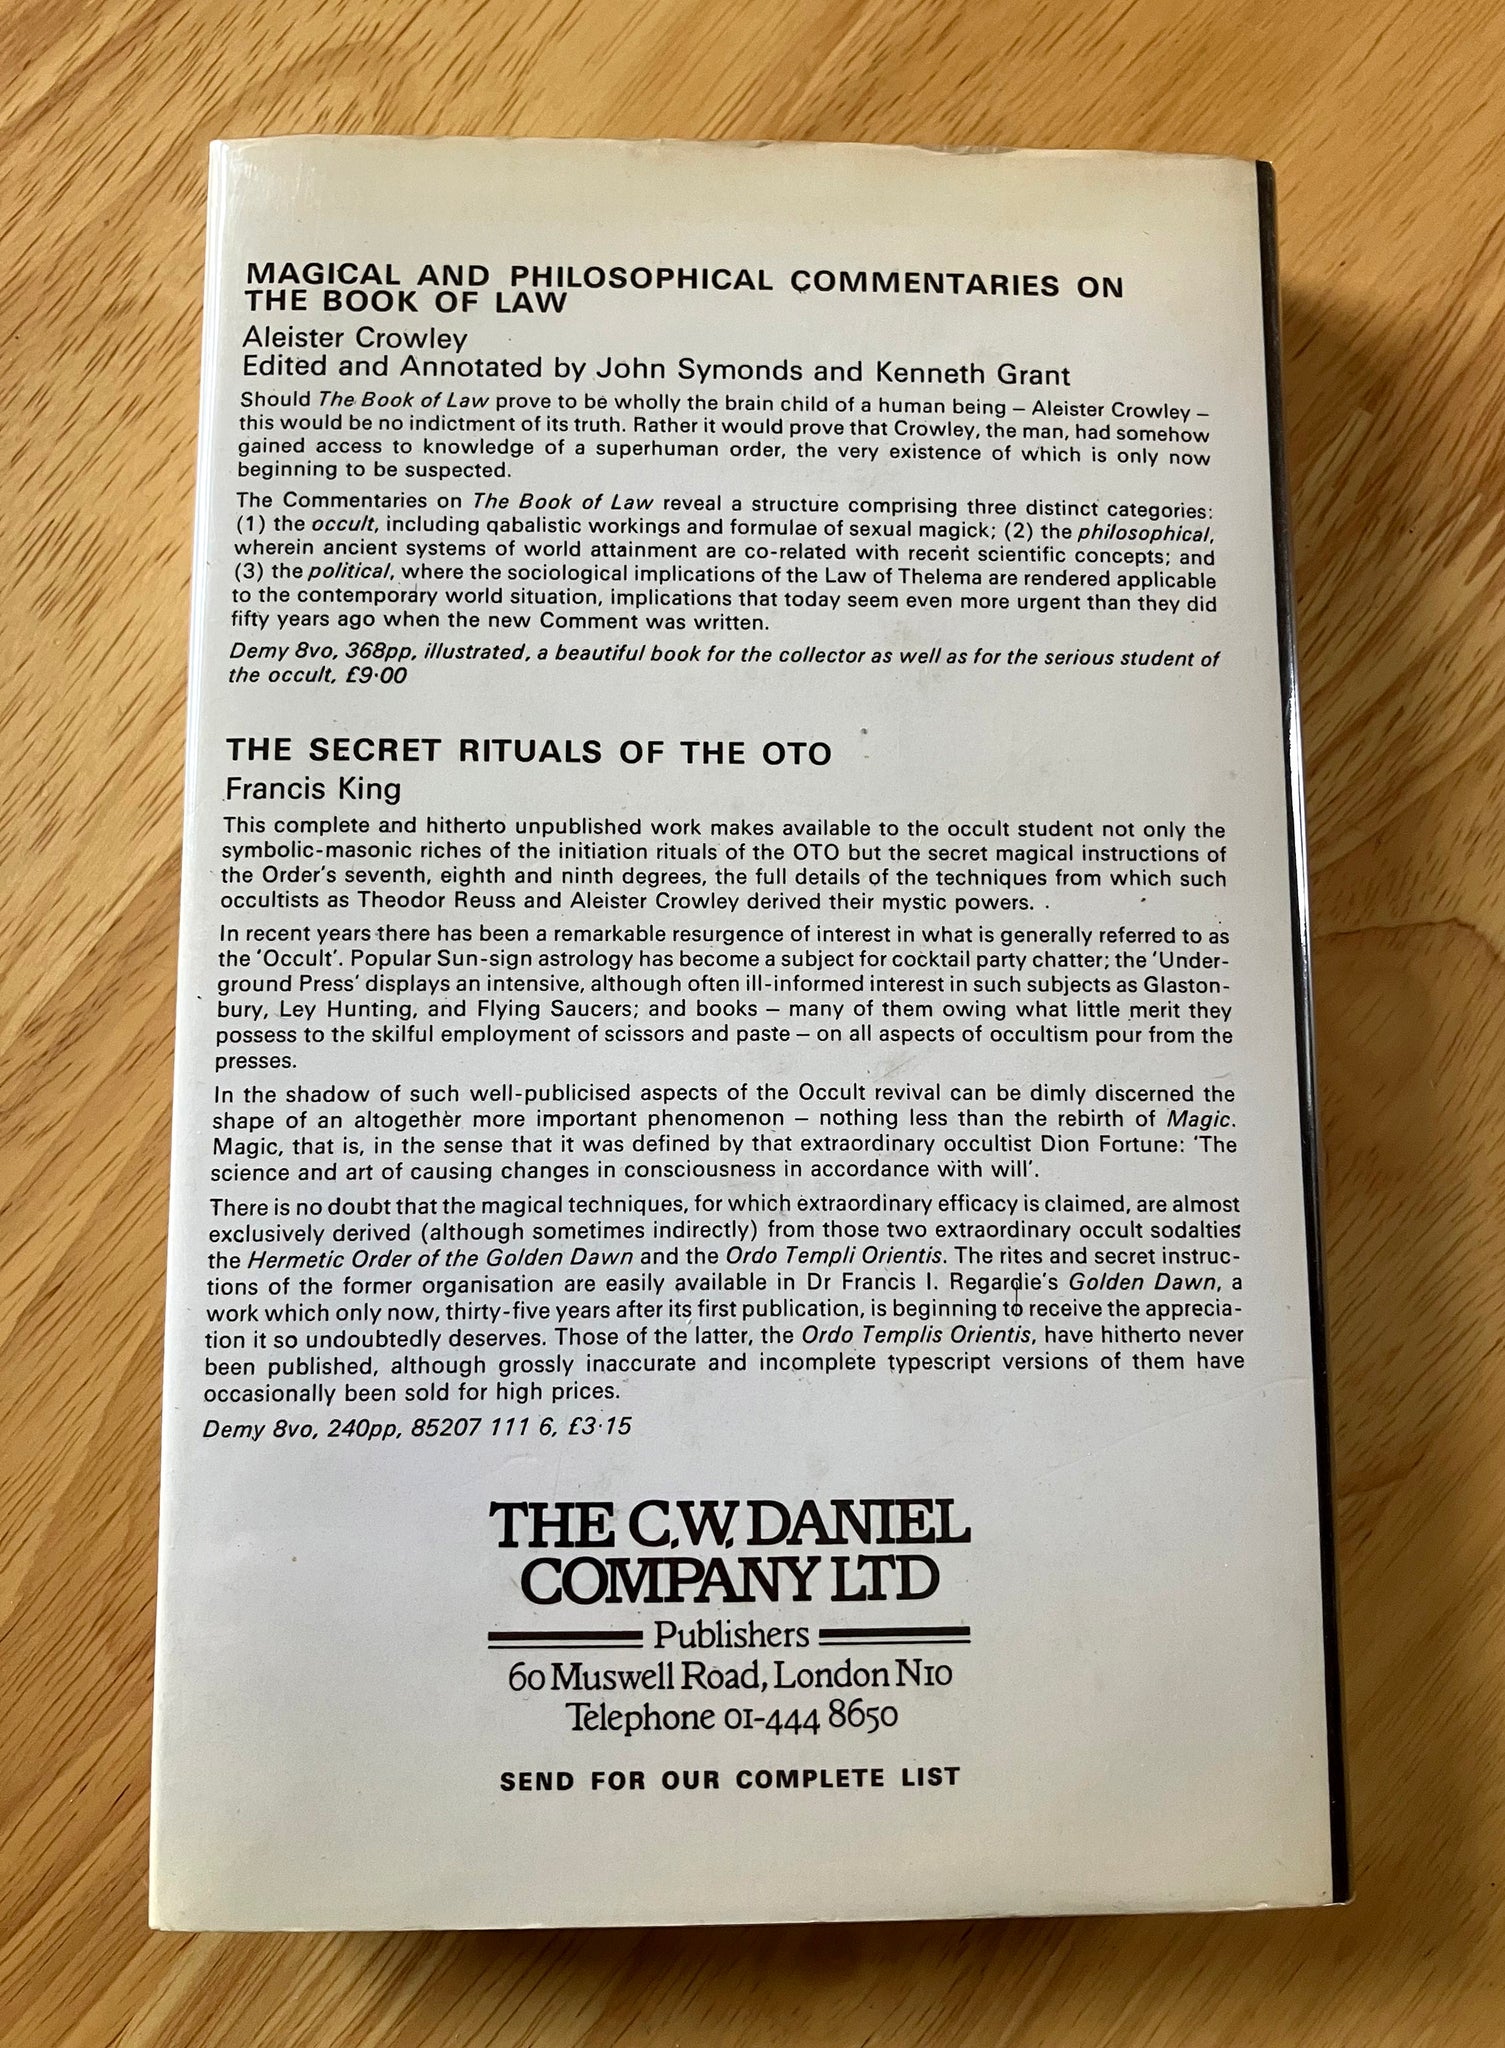 MAGICAL AND PHILOSOPHICAL COMMENTARIES ON
THE BOOK OF LAW
Aleister Crowley
Edited and Annotated by John Symonds and Kenneth Grant
Should The Book of Law prove to be wholly the brain child of a human being – Aleister Crowley –
this would be no indictment of its truth. Rather it would prove that Crowley, the man, had somehow
gained access to knowledge of a superhuman order, the very existence of which is only now
beginning to be suspected.
The Commentaries on The Book of Law reveal a structure comprising three distinct categories:
(1) the occult, including qabalistic workings and formulae of sexual magick; (2) the philosophical,
wherein ancient systems of world attainment are co-related with recent scientific concepts; and
(3) the political, where the sociological implications of the Law of Thelema are rendered applicable
to the contemporary world situation, implications that today seem even more urgent than they did
fifty years ago when the new Comment was written.
Demy 8vo, 368pp, illustrated, a beautiful book for the collector as well as for the serious student of
the occult, £9·00
THE SECRET RITUALS OF THE OTO
Francis King
This complete and hitherto unpublished work makes available to the occult student not only the
symbolic-masonic riches of the initiation rituals of the OTO but the secret magical instructions of
the Order's seventh, eighth and ninth degrees, the full details of the techniques from which such
occultists as Theodor Reuss and Aleister Crowley derived their mystic powers.
In recent years there has been a remarkable resurgence of interest in what is generally referred to as
the 'Occult'. Popular Sun-sign astrology has become a subject for cocktail party chatter; the 'Under-
ground Press' displays an intensive, although often ill-informed interest in such subjects as Glaston-
bury, Ley Hunting, and Flying Saucers; and books – many of them owing what little merit they
possess to the skilful employment of scissors and paste – on all aspects of occultism pour from the
presses.
In the shadow of such well-publicised aspects of the Occult revival can be dimly discerned the
shape of an altogether more important phenomenon – nothing less than the rebirth of Magic.
Magic, that is, in the sense that it was defined by that extraordinary occultist Dion Fortune: 'The
science and art of causing changes in consciousness in accordance with will'.
There is no doubt that the magical techniques, for which extraordinary efficacy is claimed, are almost
exclusively derived (although sometimes indirectly) from those two extraordinary occult sodalties
the Hermetic Order of the Golden Dawn and the Ordo Templi Orientis. The rites and secret instruc-
tions of the former organisation are easily available in Dr Francis I. Regardie's Golden Dawn, a
work which only now, thirty-five years after its first publication, is beginning to receive the apprecia-
tion it so undoubtedly deserves. Those of the latter, the Ordo Templis Orientis, have hitherto never
been published, although grossly inaccurate and incomplete typescript versions of them have
occasionally been sold for high prices.
Demy 8vo, 240pp, 85207 111 6, £3·15
THE C.W. DANIEL
COMPANY LTD
Publishers
60 Muswell Road, London N10
Telephone 01-444 8650
SEND FOR OUR COMPLETE LIST